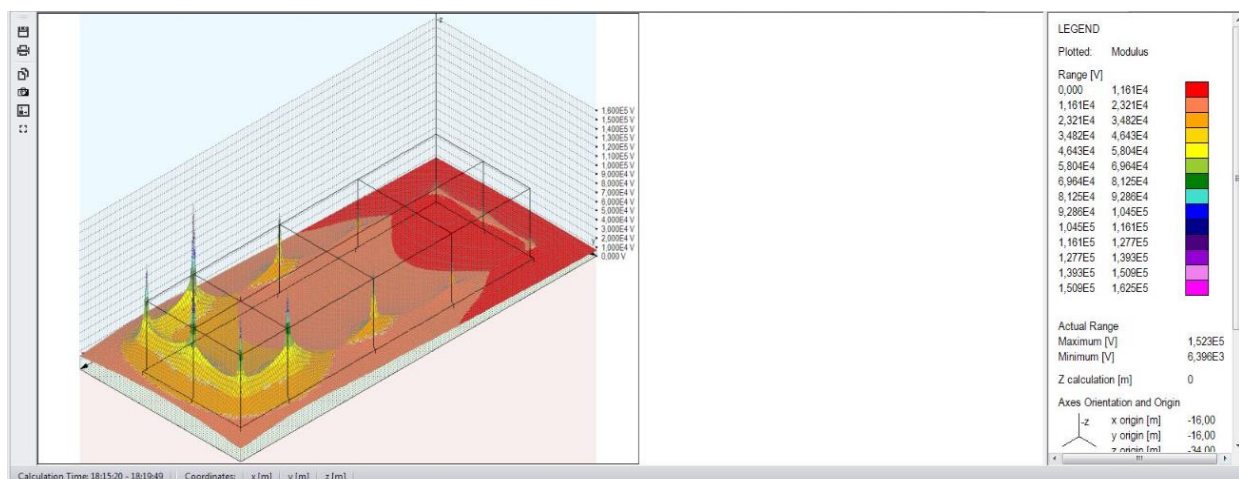 -z
1,600E5 V
1,500E5 V
1,400E5 V
1,300E5 V
1,200E5 V
1,100E5 V
1,000E5 V
9,000E4 V
8,000E4 V
7,000E4 V
6,000E4 V
5,000E4 V
4,000E4 V
3,000E4 V
2,000E4 V
1,000E4 V
0,000 V
LEGEND
Plotted: Modulus
Range [V]
0,000 1,161E4
1,161E4 2,321E4
2,321E4 3,482E4
3,482E4 4,643E4
4,643E4 5,804E4
5,804E4 6,964E4
6,964E4 8,125E4
8,125E4 9,286E4
9,286E4 1,045E5
1,045E5 1,161E5
1,161E5 1,277E5
1,277E5 1,393E5
1,393E5 1,509E5
1,509E5 1,625E5
Actual Range
Maximum [V] 1,523E5
Minimum [V] 6,396E3
Z calculation [m] 0
Axes Orientation and Origin
-z x origin [m] -16,00
y origin [m] -16,00
z origin [m] -34,00
Calculation Time: 18:15:20 - 18:19:49 Coordinates: x [m] y [m] z [m]